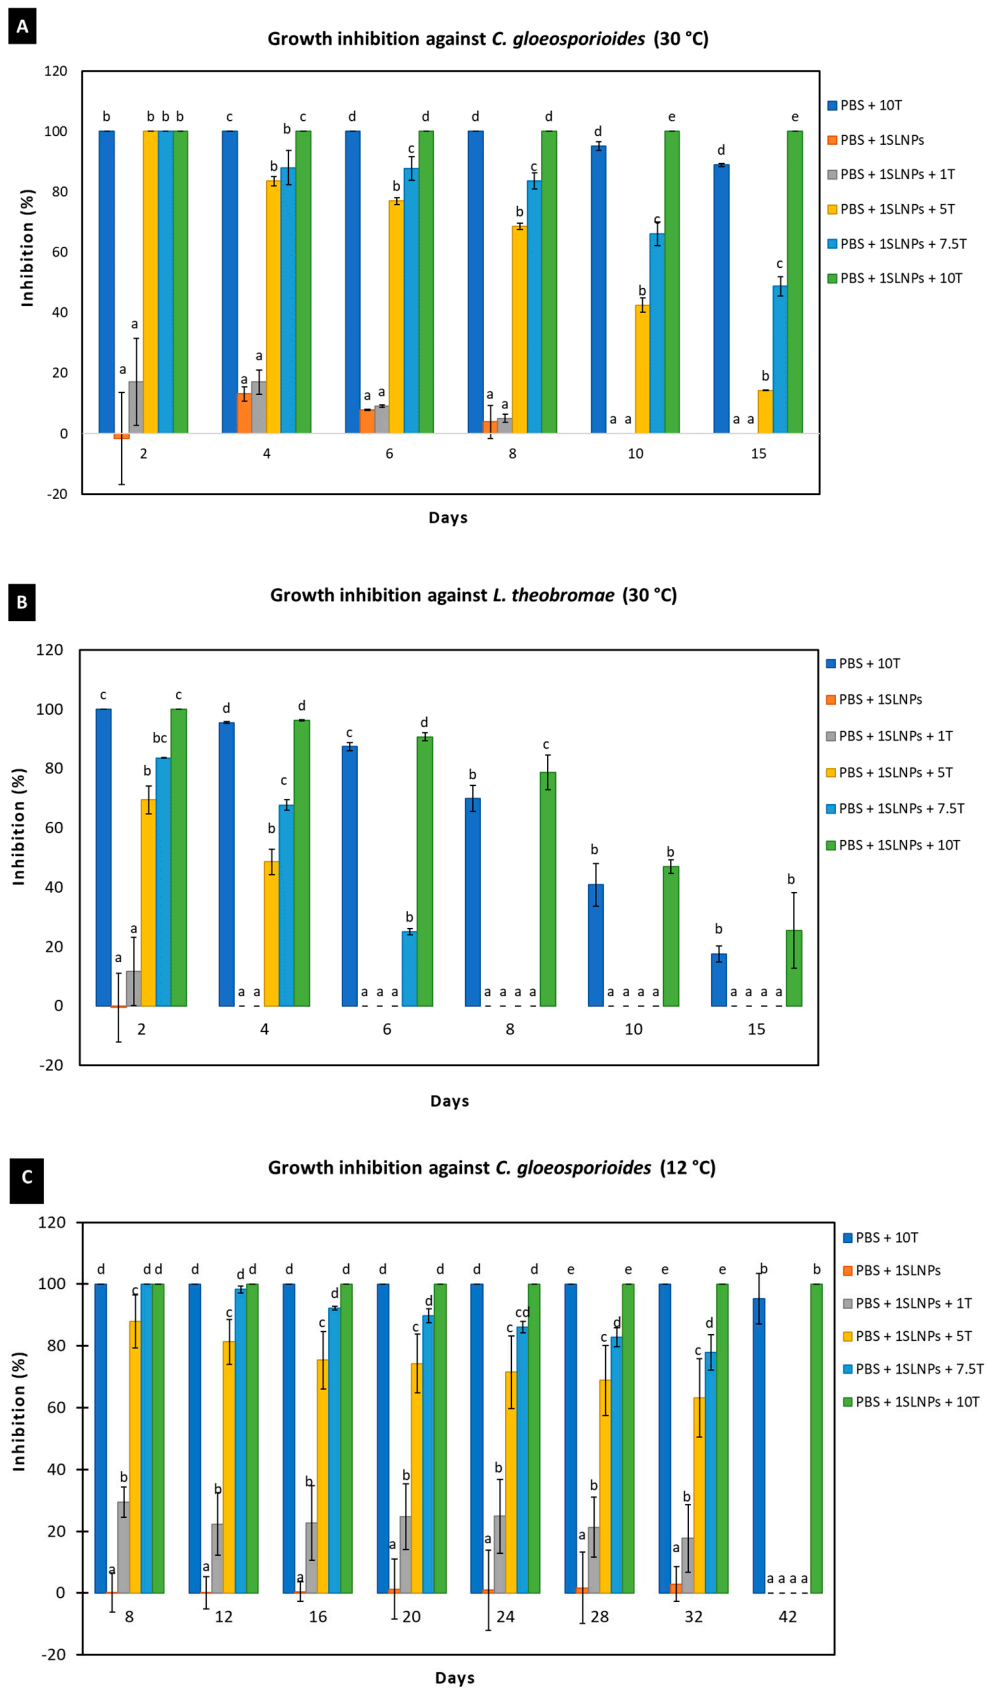 A
Growth inhibition against C. gloeosporioides (30 °C)
120
100
80
60
40
20
0
-20
Inhibition (%)
b b b b c b b c d b c d d b c d d b c e d b c e
a a a a a a a a a a a a
2 4 6 8 10 15
Days
PBS + 10T
PBS + 1SLNPs
PBS + 1SLNPs + 1T
PBS + 1SLNPs + 5T
PBS + 1SLNPs + 7.5T
PBS + 1SLNPs + 10T
B
Growth inhibition against L. theobromae (30 °C)
120
100
80
60
40
20
0
-20
Inhibition (%)
c a a b bc c
d a a b c d
c a a a b d
b a a a a c
b a a a a b
b a a a a b
2 4 6 8 10 15
Days
PBS + 10T
PBS + 1SLNPs
PBS + 1SLNPs + 1T
PBS + 1SLNPs + 5T
PBS + 1SLNPs + 7.5T
PBS + 1SLNPs + 10T
C
Growth inhibition against C. gloeosporioides (12 °C)
120
100
80
60
40
20
0
-20
Inhibition (%)
d a b c d d
d a b c d d
d a b c d d
d a b c d d
d a b c cd d
e a b c d e
e a b c d e
b a a a a b
8 12 16 20 24 28 32 42
Days
PBS + 10T
PBS + 1SLNPs
PBS + 1SLNPs + 1T
PBS + 1SLNPs + 5T
PBS + 1SLNPs + 7.5T
PBS + 1SLNPs + 10T